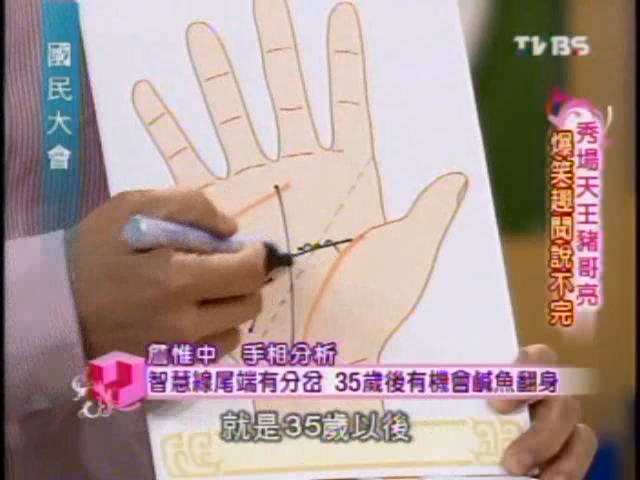 國民大會
TVBS
秀場天王豬哥亮
爆笑趣聞說不完
詹惟中 手相分析
智慧線尾端有分岔 35歲後有機會鹹魚翻身
就是35歲以後